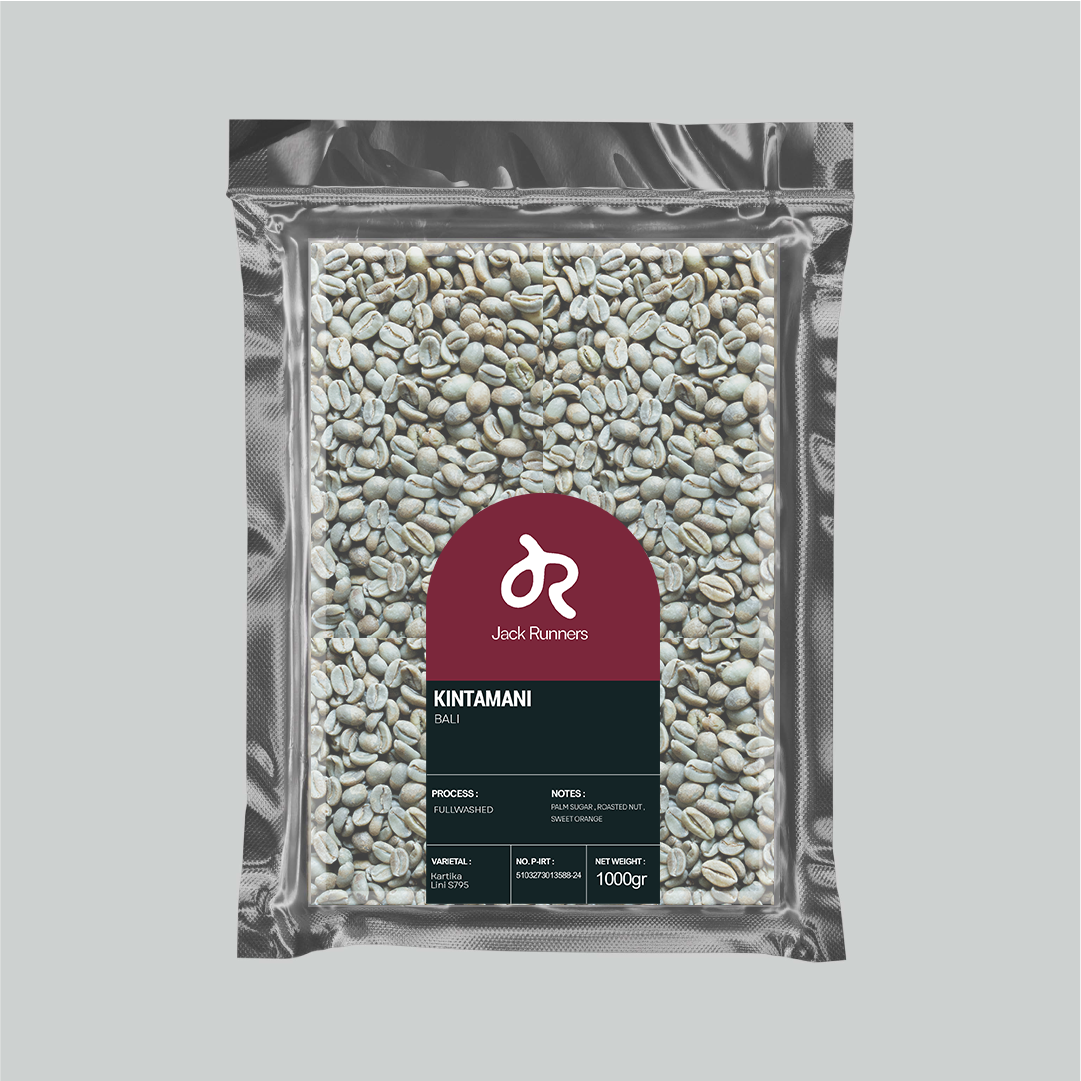 Jack Runners
KINTAMANI
BALI
PROCESS :
FULLWASHED
NOTES :
PALM SUGAR , ROASTED NUT ,
SWEET ORANGE
VARIETAL :
Kartika
Lini S795
NO. P-IRT :
5103273013588-24
NET WEIGHT :
1000gr